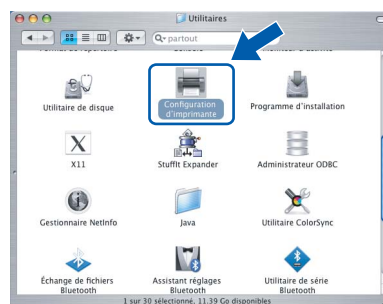 Utilitaires
partout
Utilitaire de disque
Configuration
d'imprimante
Programme d'installation
X11
StuffIt Expander
Administrateur ODBC
Gestionnaire NetInfo
Java
Utilitaire ColorSync
Échange de fichiers
Bluetooth
Assistant réglages
Bluetooth
Utilitaire de série
Bluetooth
1 sur 30 sélectionné, 11.39 Go disponibles